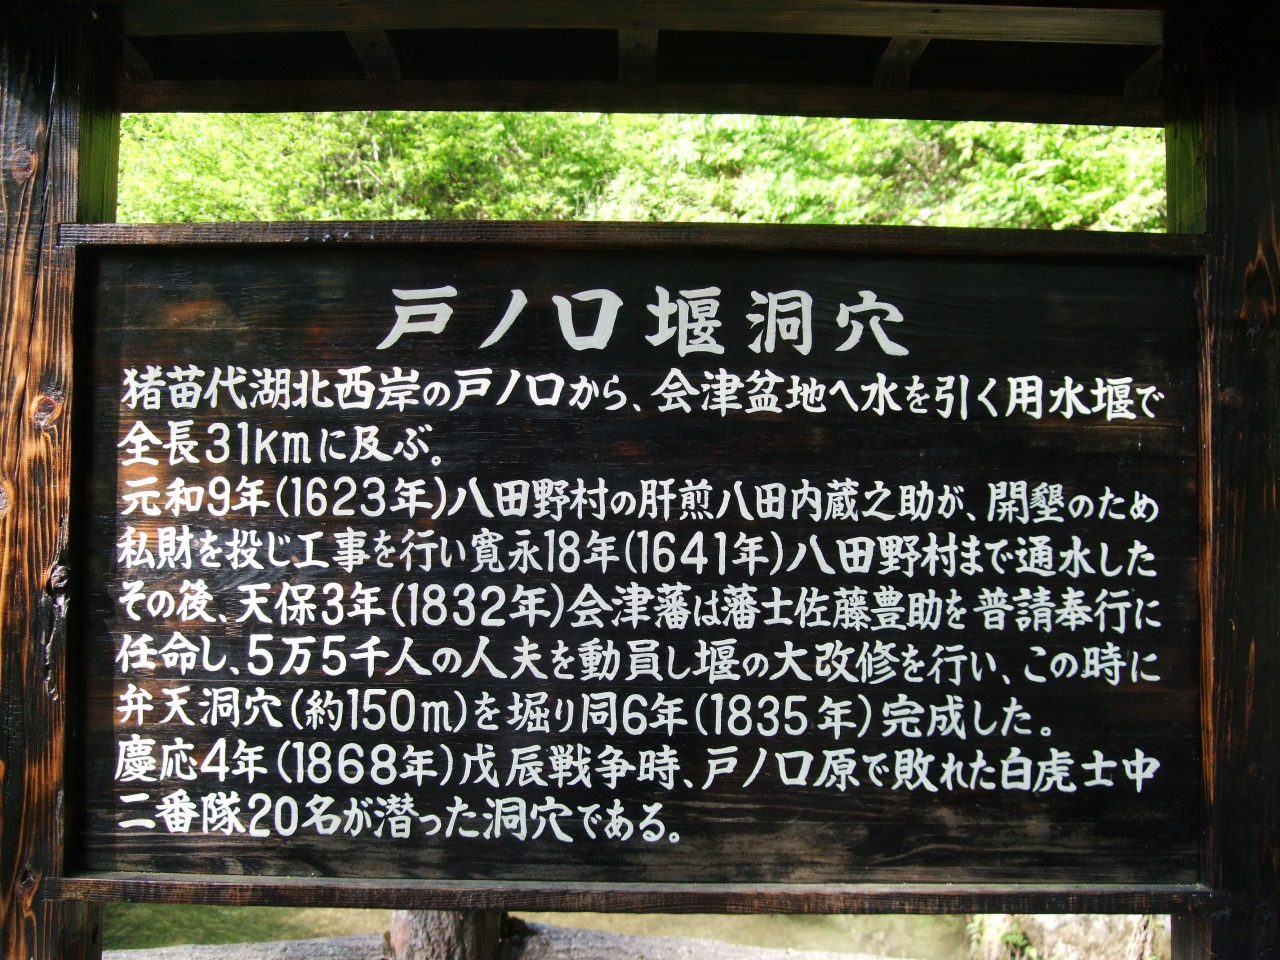 戸ノ口堰洞穴
猪苗代湖北西岸の戸ノ口から、会津盆地へ水を引く用水堰で
全長31kmに及ぶ。
元和9年(1623年)八田野村の肝煎八田内蔵之助が、開墾のため
私財を投じ工事を行い寛永18年(1641年)八田野村まで通水した
その後、天保3年(1832年)会津藩は藩士佐藤豊助を普請奉行に
任命し、5万5千人の人夫を動員し堰の大改修を行い、この時に
弁天洞穴(約150m)を堀り同6年(1835年)完成した。
慶応4年(1868年)戊辰戦争時、戸ノ口原で敗れた白虎士中
二番隊20名が潜った洞穴である。